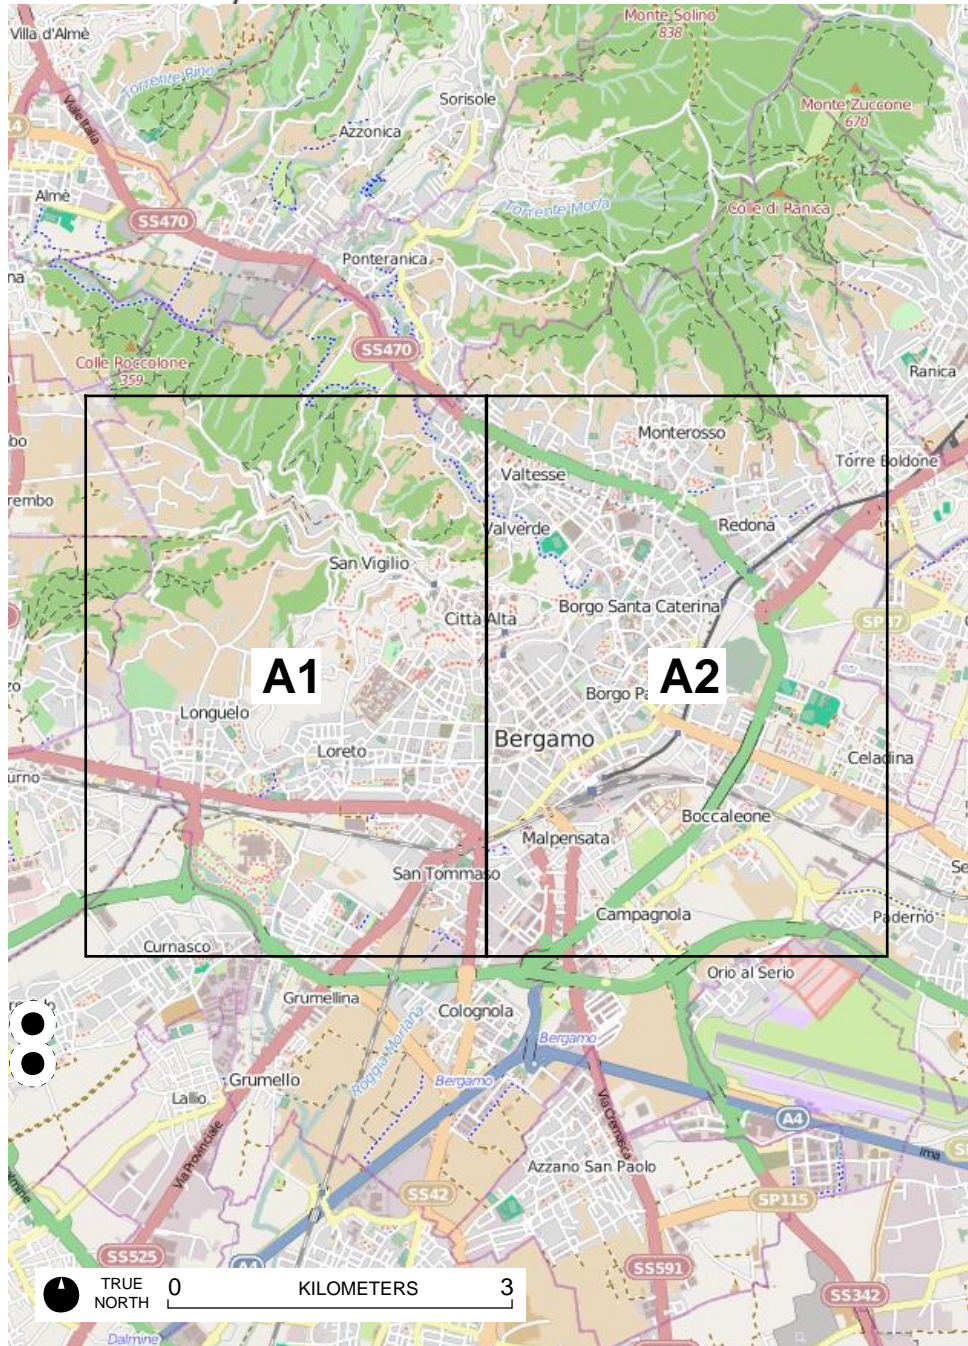 Villa d'Almè
Monte Solino
838
Torrente Rino
Viale Italia
Sorisole
Monte Zuccone
670
Azzonica
Almè
Torrente Morla
Colle di Ranica
SS470
Ponteranica
SS470
Colle Roccolone
359
Ranica
Monterosso
Torre Boldone
Valtesse
Redona
Valverde
San Vigilio
Città Alta
Borgo Santa Caterina
A1
A2
Longuelo
Loreto
Bergamo
Celadina
Boccaleone
Malpensata
San Tommaso
Campagnola
Paderno
Curnasco
Orio al Serio
Grumellina
Colognola
Roggia Moriana
Bergamo
Bergamo
Grumello
Lallio
Via Cremasca
A4
Via Provinciale
Azzano San Paolo
SS42
SP115
SS525
SS591
SS342
TRUE NORTH
0 KILOMETERS 3
Dalmine